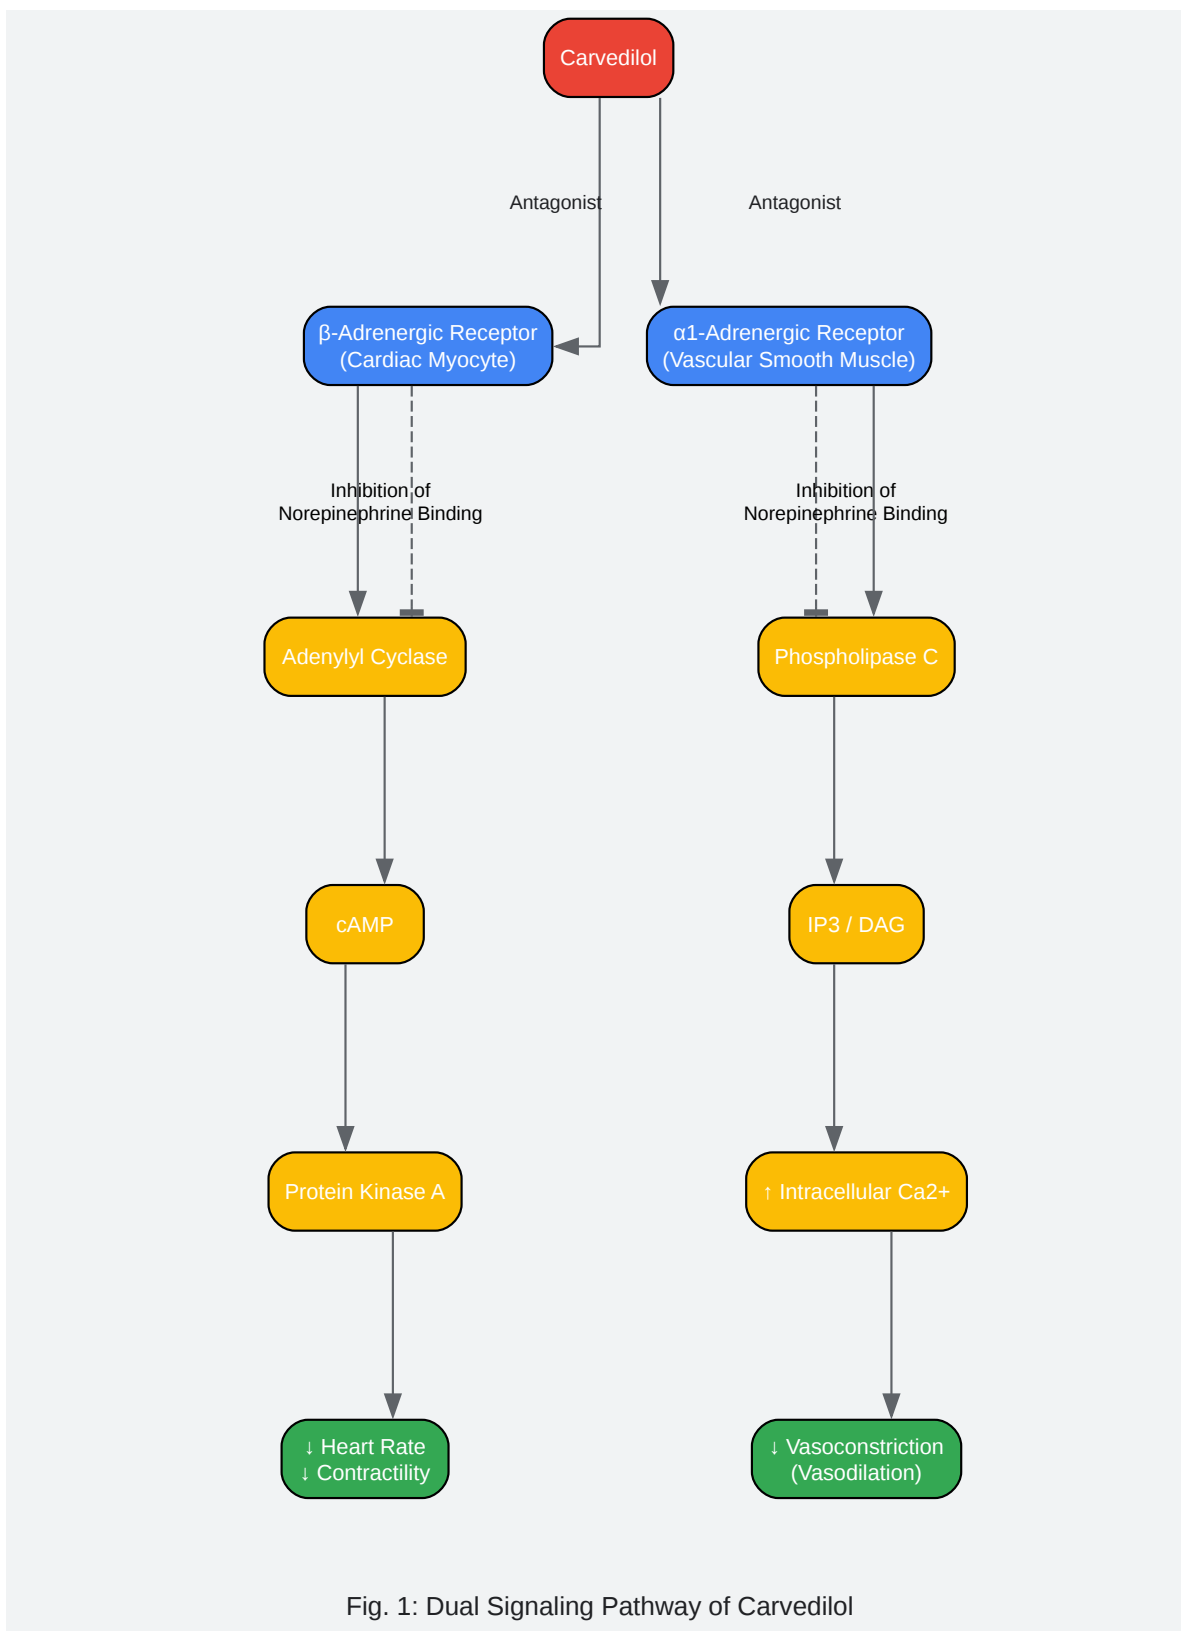 Carvedilol
Antagonist
Antagonist
β-Adrenergic Receptor
(Cardiac Myocyte)
α1-Adrenergic Receptor
(Vascular Smooth Muscle)
Inhibition of
Norepinephrine Binding
Inhibition of
Norepinephrine Binding
Adenylyl Cyclase
Phospholipase C
cAMP
IP3 / DAG
Protein Kinase A
↑ Intracellular Ca2+
↓ Heart Rate
↓ Contractility
↓ Vasoconstriction
(Vasodilation)
Fig. 1: Dual Signaling Pathway of Carvedilol